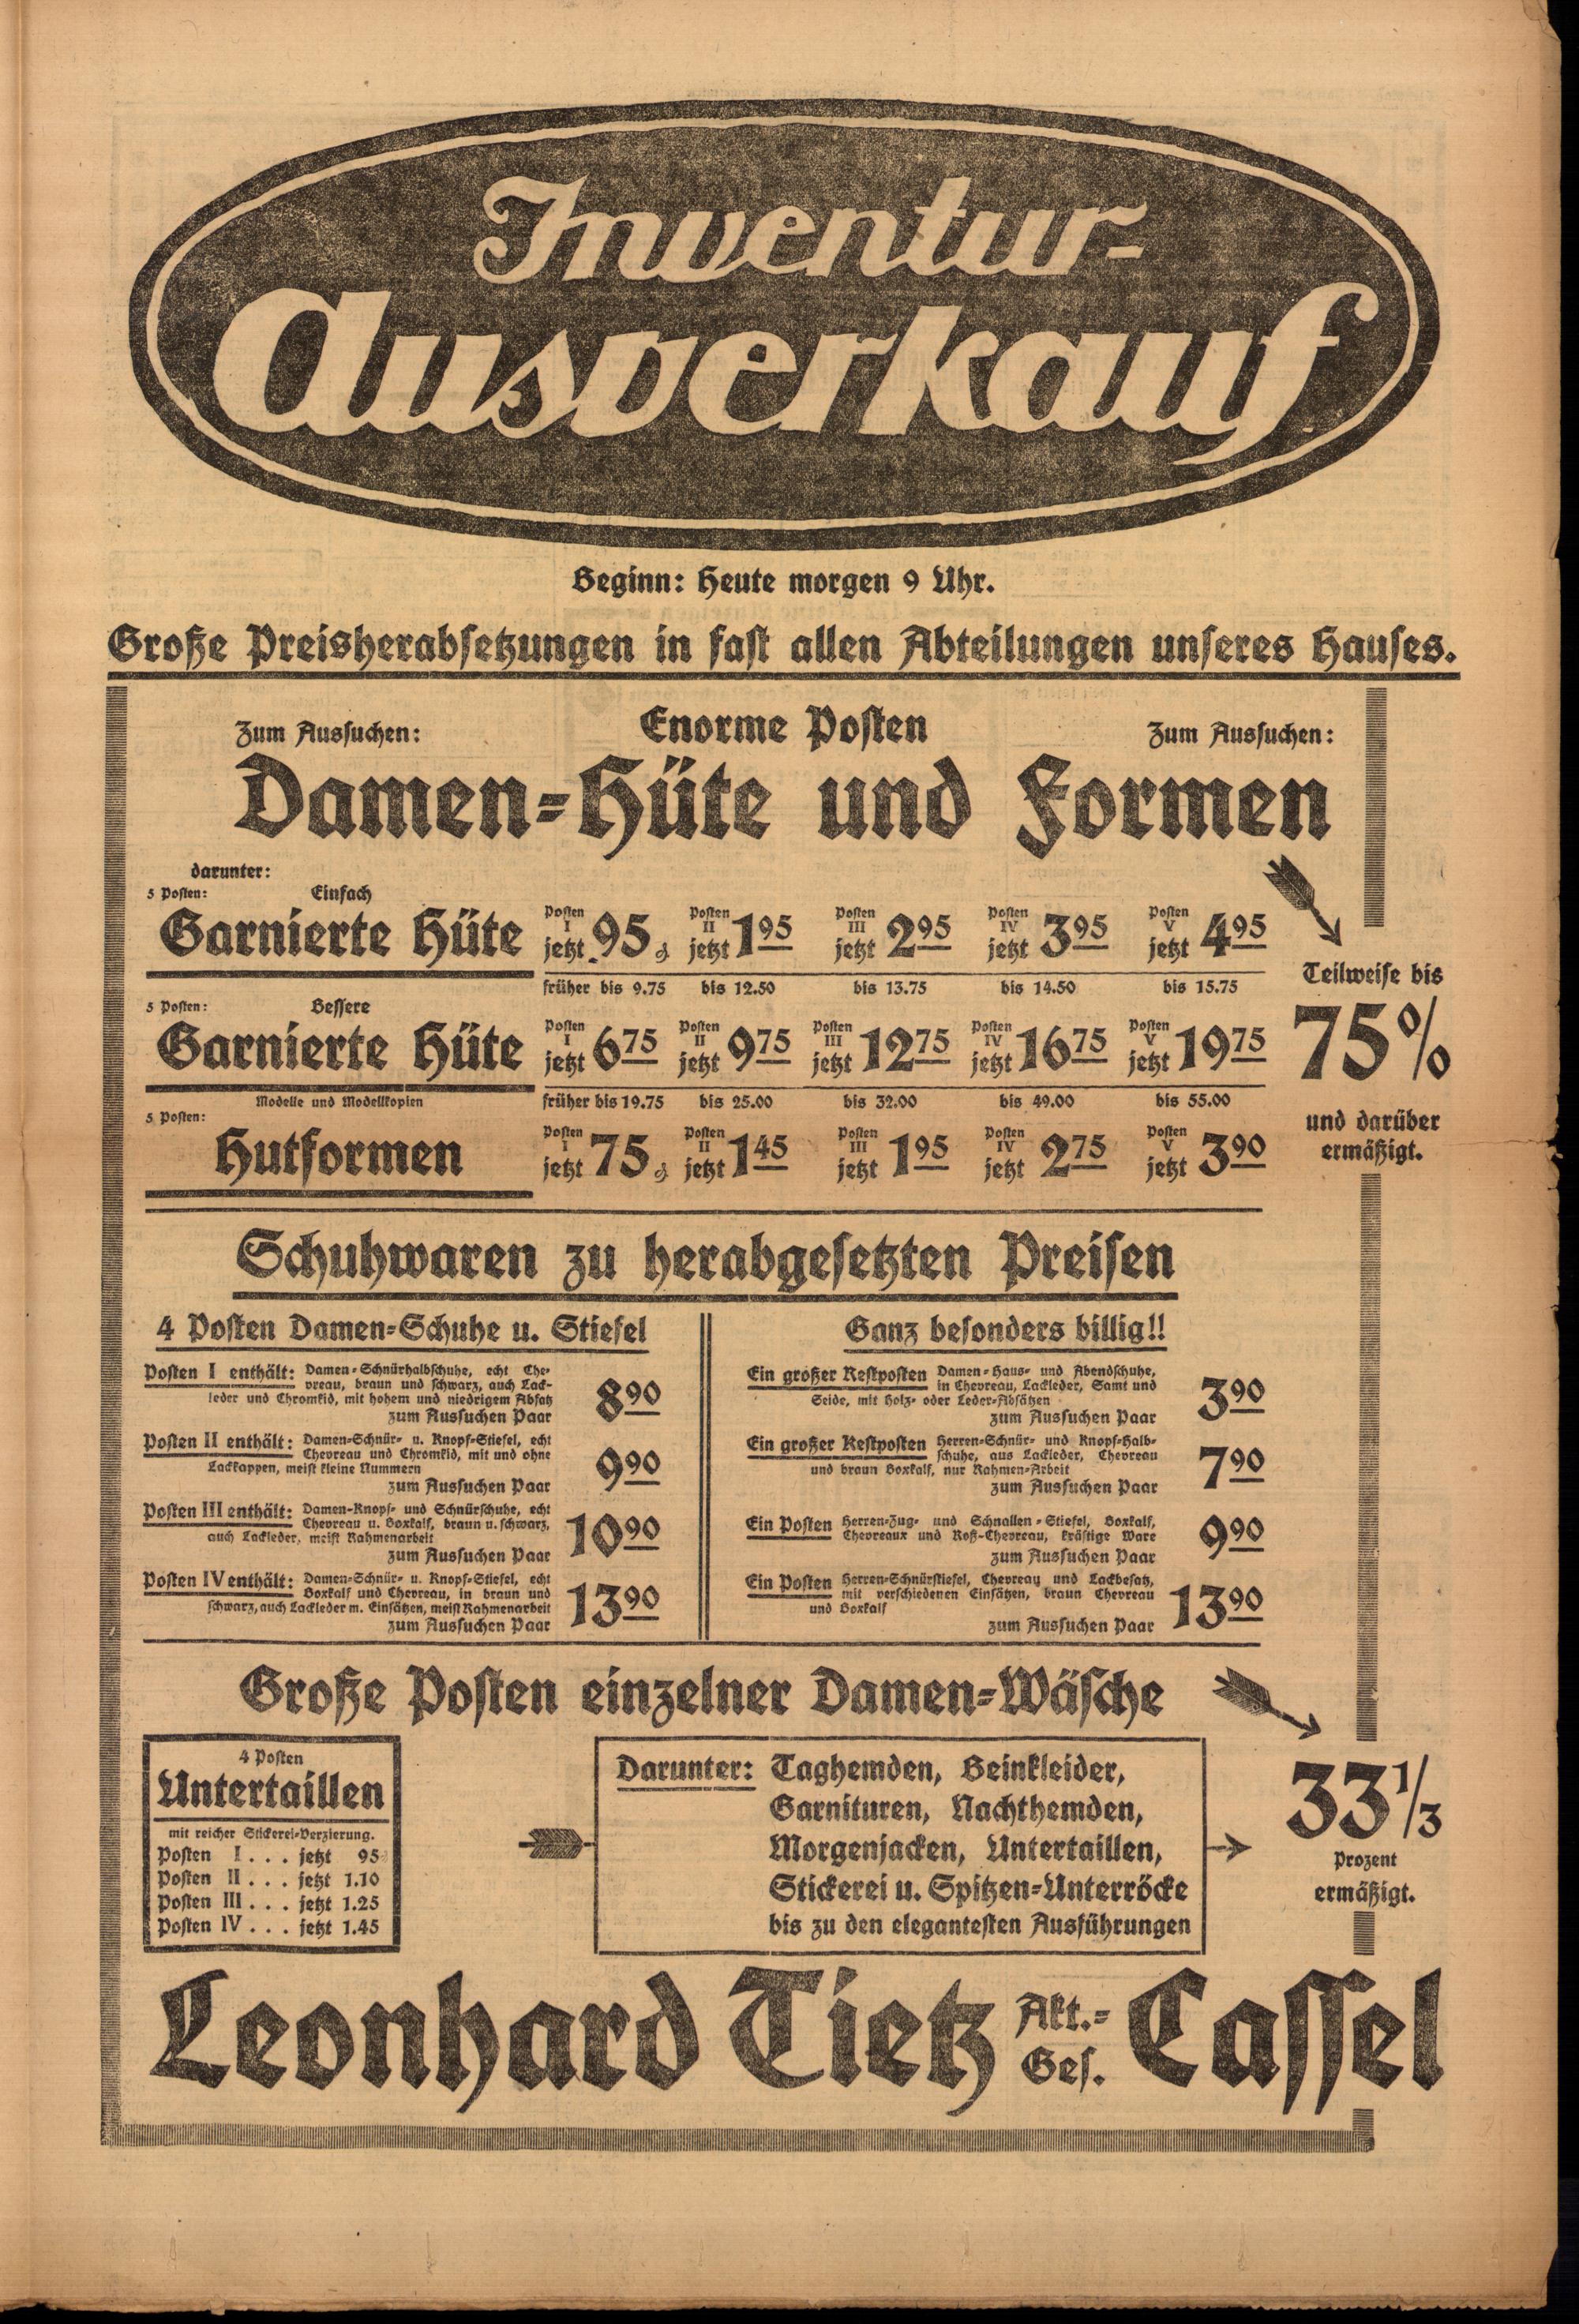 Inventur-
Ausverkauf
Beginn: Heute morgen 9 Uhr.
Große Preisherabsetzungen in fast allen Abteilungen unseres Hauses.
Zum Aussuchen:
Enorme Posten
Zum Aussuchen:
Damen-Hüte und Formen
darunter:
5 Posten: Einfach
Garnierte Hüte
Posten I jetzt 95 ₰ Posten II jetzt 1 95 Posten III jetzt 2 95 Posten IV jetzt 3 95 Posten V jetzt 4 95
früher bis 9.75 bis 12.50 bis 13.75 bis 14.50 bis 15.75
5 Posten: Bessere
Garnierte Hüte
Modelle und Modellkopien
Posten I jetzt 6 75 Posten II jetzt 9 75 Posten III jetzt 12 75 Posten IV jetzt 16 75 Posten V jetzt 19 75
früher bis 19.75 bis 25.00 bis 32.00 bis 49.00 bis 55.00
5 Posten:
Hutformen
Posten I jetzt 75 ₰ Posten II jetzt 1 45 Posten III jetzt 1 95 Posten IV jetzt 2 75 Posten V jetzt 3 90
Teilweise bis
75%
und darüber
ermäßigt.
Schuhwaren zu herabgesetzten Preisen
4 Posten Damen-Schuhe u. Stiefel
Posten I enthält: Damen-Schnürhalbschuhe, echt Che-
vreau, braun und schwarz, auch Lack-
leder und Chromkid, mit hohem und niedrigem Absatz
zum Aussuchen Paar 8 90
Posten II enthält: Damen-Schnür- u. Knopf-Stiefel, echt
Chevreau und Chromkid, mit und ohne
Lackkappen, meist kleine Nummern
zum Aussuchen Paar 9 90
Posten III enthält: Damen-Knopf- und Schnürschuhe, echt
Chevreau u. Boxkalf, braun u. schwarz,
auch Lackleder, meist Rahmenarbeit
zum Aussuchen Paar 10 90
Posten IV enthält: Damen-Schnür- u. Knopf-Stiefel, echt
Boxkalf und Chevreau, in braun und
schwarz, auch Lackleder m. Einsätzen, meist Rahmenarbeit
zum Aussuchen Paar 13 90
Ganz besonders billig!!
Ein großer Restposten Damen-Haus- und Abendschuhe,
in Chevreau, Lackleder, Samt und
Seide, mit Holz- oder Leder-Absätzen
zum Aussuchen Paar 3 90
Ein großer Restposten Herren-Schnür- und Knopf-Halb-
schuhe, aus Lackleder, Chevreau
und braun Boxkalf, nur Rahmen-Arbeit
zum Aussuchen Paar 7 90
Ein Posten Herren-Zug- und Schnallen-Stiefel, Boxkalf,
Chevreaux und Roß-Chevreau, kräftige Ware
zum Aussuchen Paar 9 90
Ein Posten Herren-Schnürstiefel, Chevreau und Lackbesatz,
mit verschiedenen Einsätzen, braun Chevreau
und Boxkalf
zum Aussuchen Paar 13 90
Große Posten einzelner Damen-Wäsche
4 Posten
Untertaillen
mit reicher Stickerei-Verzierung.
Posten I . . . jetzt 95
Posten II . . . jetzt 1.10
Posten III . . . jetzt 1.25
Posten IV . . . jetzt 1.45
Darunter: Taghemden, Beinkleider,
Garnituren, Nachthemden,
Morgenjacken, Untertaillen,
Stickerei u. Spitzen-Unterröcke
bis zu den elegantesten Ausführungen
33 1/3
Prozent
ermäßigt.
Leonhard Tietz Akt.-Ges. Cassel